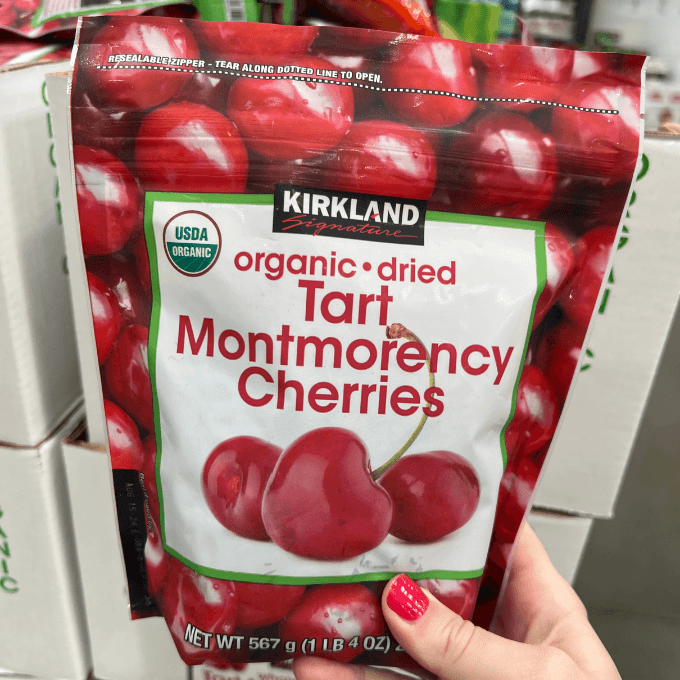 RESEALABLE ZIPPER - TEAR ALONG DOTTED LINE TO OPEN.
KIRKLAND
Signature
USDA
ORGANIC
organic • dried
Tart
Montmorency
Cherries
NET WT 567 g (1 LB 4 OZ)